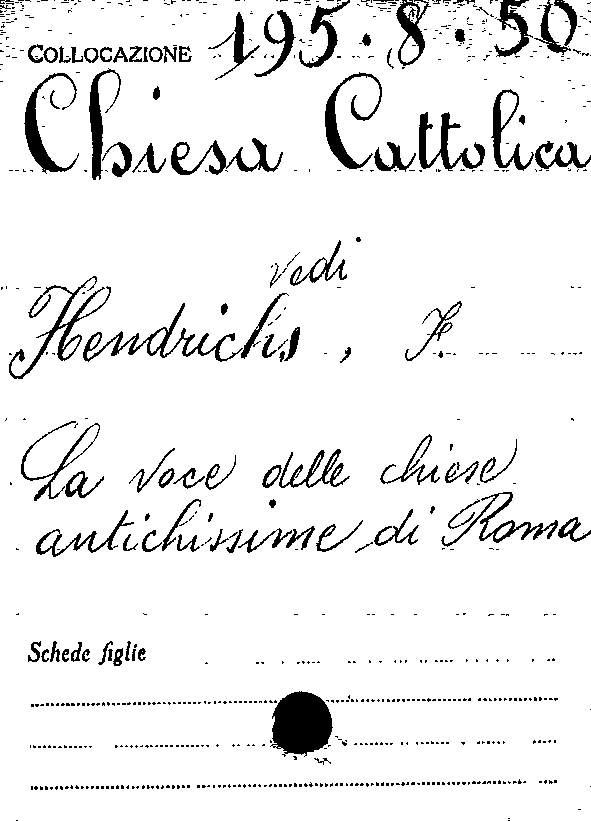 COLLOCAZIONE 195.8.50
Chiesa Cattolica
vedi
Hendrichs, F.
La voce delle chiese
antichissime di Roma
Schede figlie